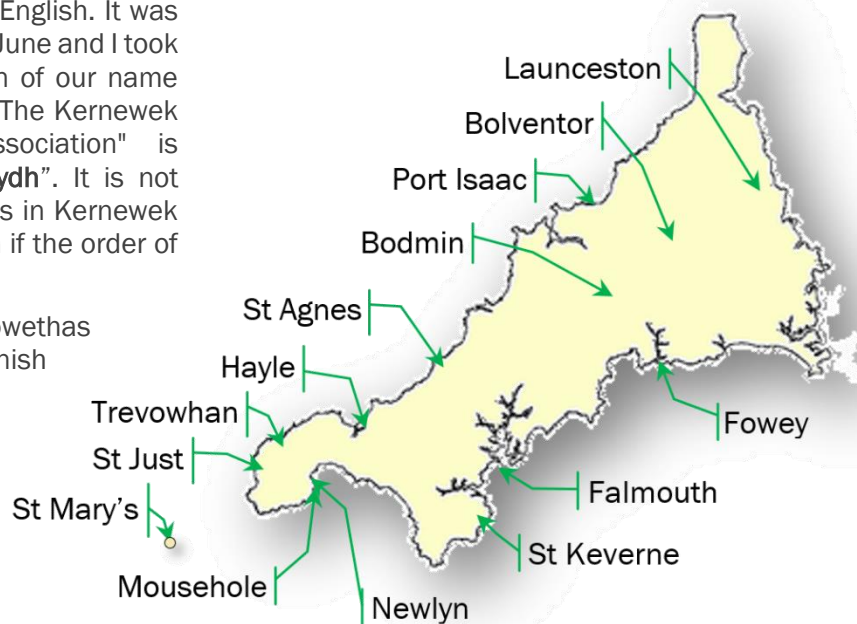 English. It was
June and I took
of our name
The Kernewek
ssociation" is
ydh”. It is not
s in Kernewek
if the order of
owethas
nish
Launceston
Bolventor
Port Isaac
Bodmin
St Agnes
Hayle
Trevowhan
St Just
St Mary’s
Mousehole
Newlyn
St Keverne
Falmouth
Fowey